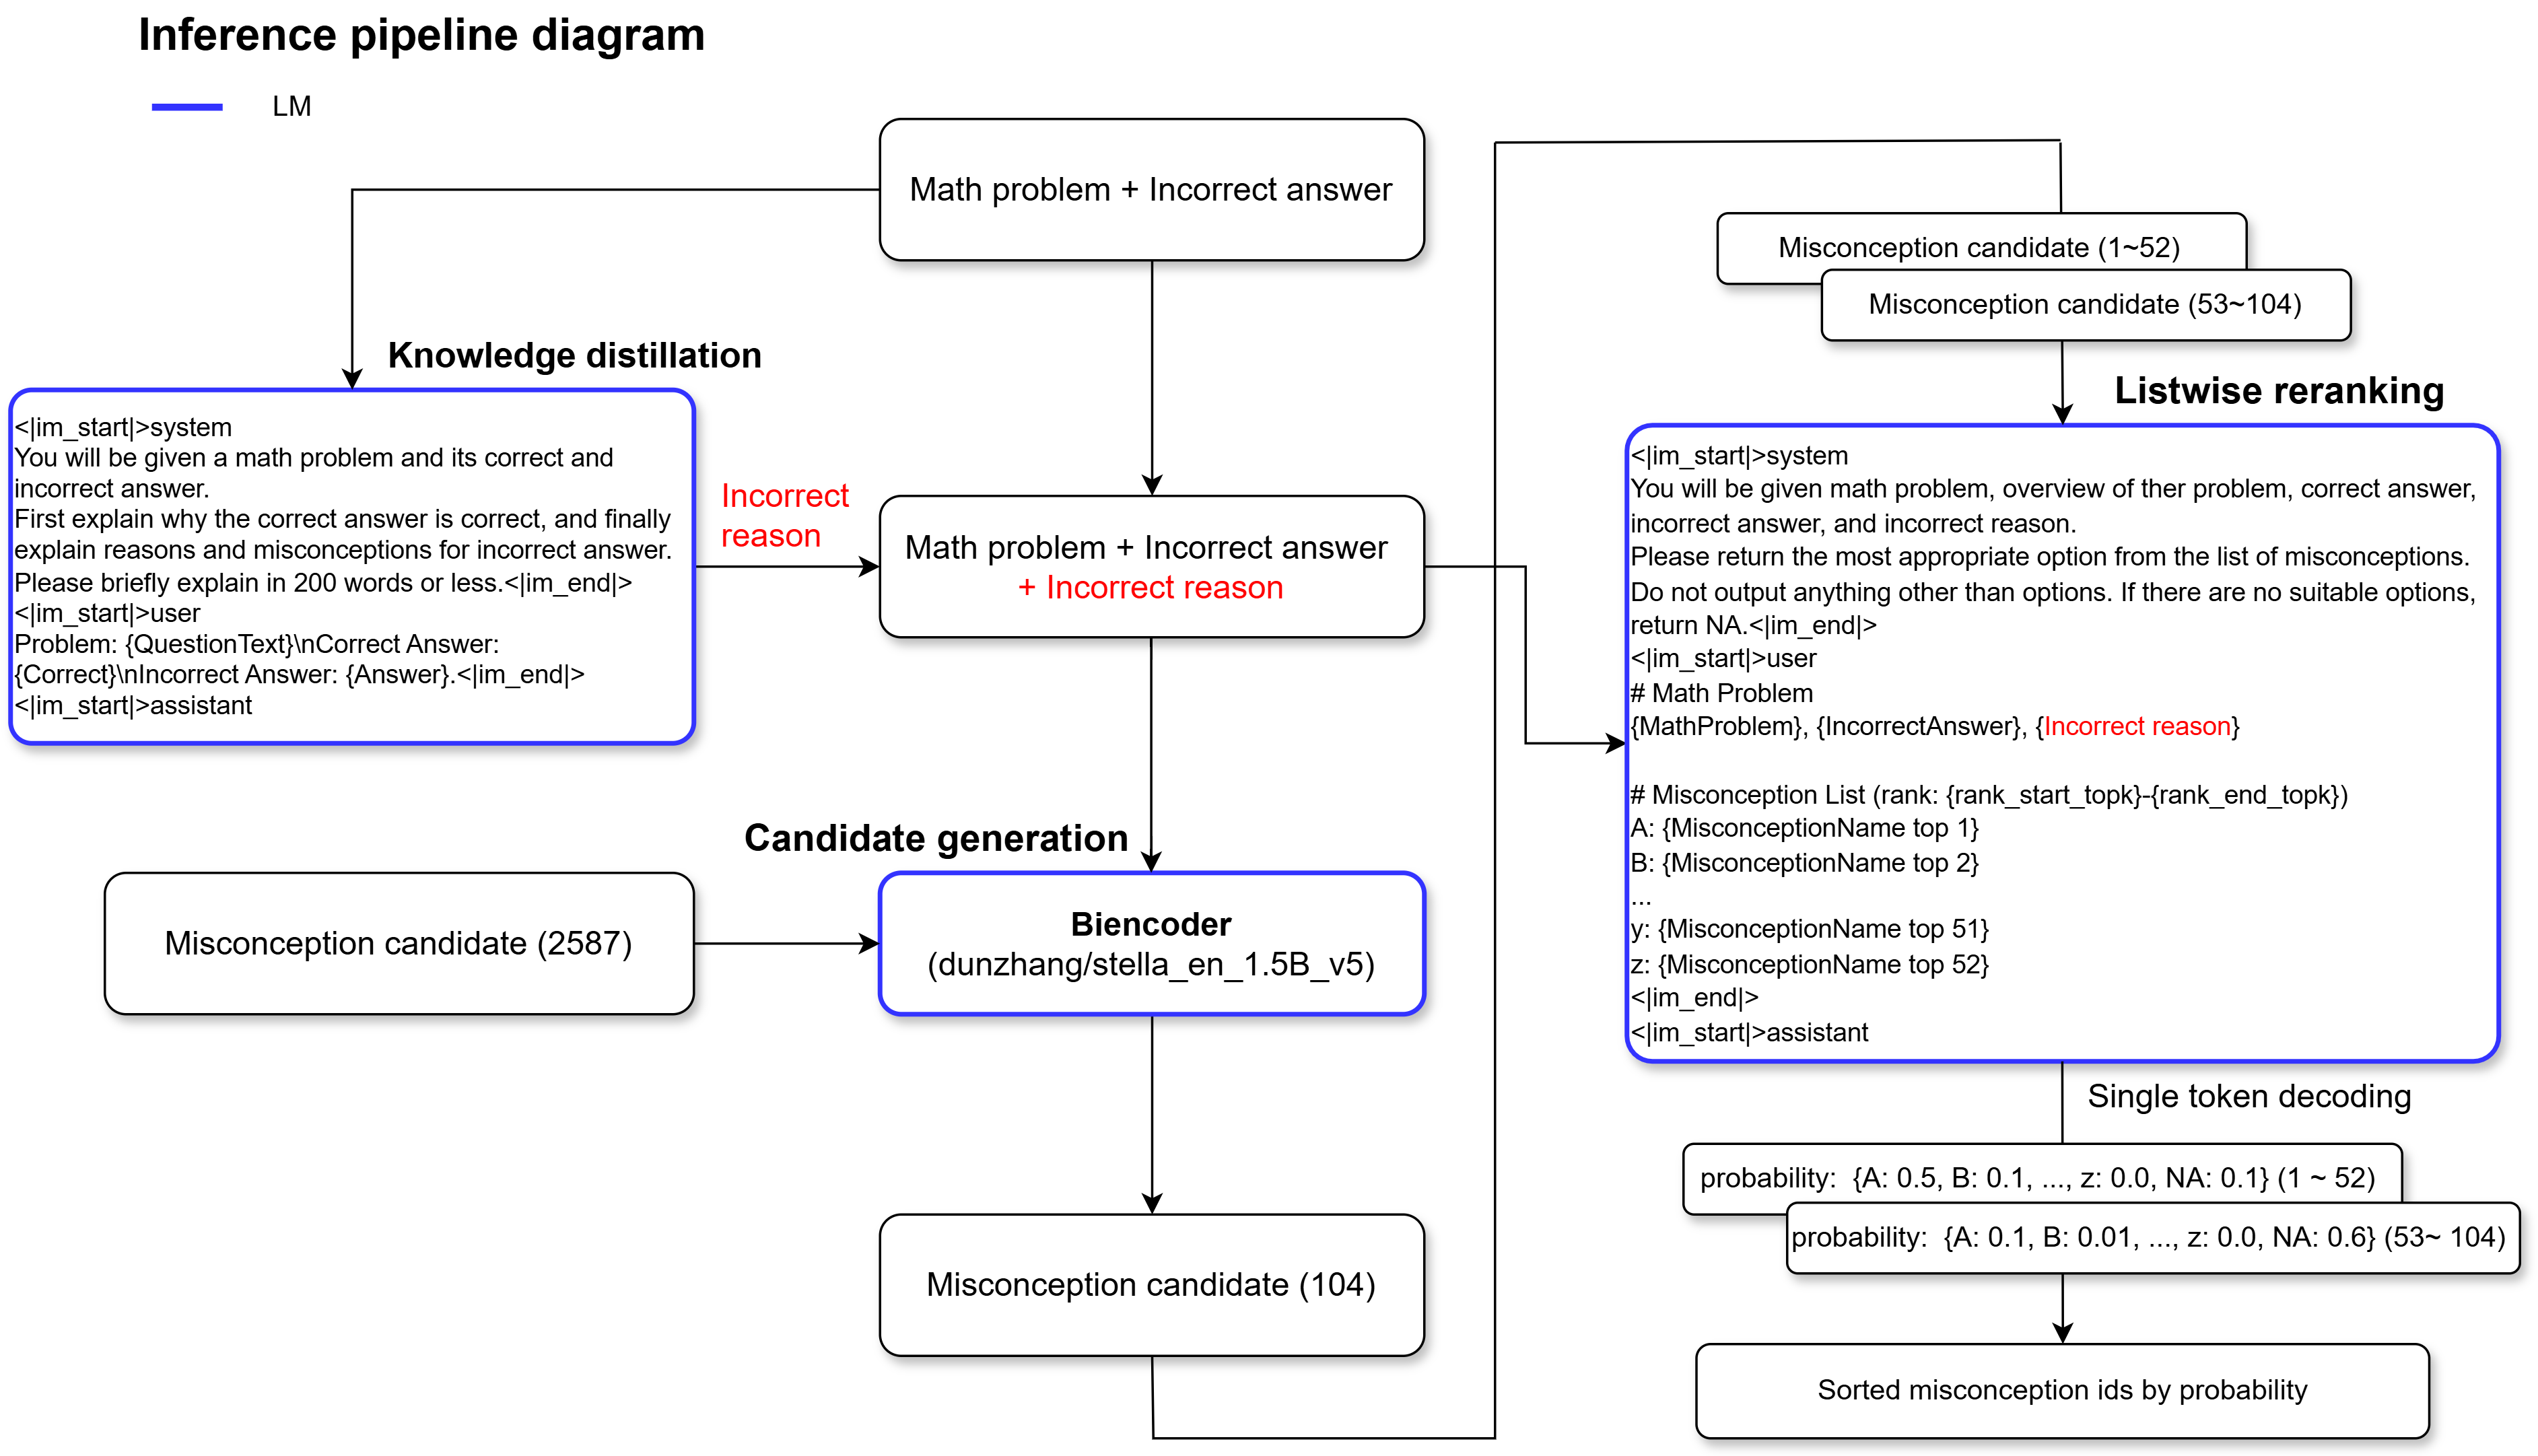 Inference pipeline diagram
LM
Math problem + Incorrect answer
Knowledge distillation
<|im_start|>system
You will be given a math problem and its correct and
incorrect answer.
First explain why the correct answer is correct, and finally
explain reasons and misconceptions for incorrect answer.
Please briefly explain in 200 words or less.<|im_end|>
<|im_start|>user
Problem: {QuestionText}\nCorrect Answer:
{Correct}\nIncorrect Answer: {Answer}.<|im_end|>
<|im_start|>assistant
Incorrect
reason
Math problem + Incorrect answer
+ Incorrect reason
Candidate generation
Misconception candidate (2587)
Biencoder
(dunzhang/stella_en_1.5B_v5)
Misconception candidate (104)
Misconception candidate (1~52)
Misconception candidate (53~104)
Listwise reranking
<|im_start|>system
You will be given math problem, overview of ther problem, correct answer,
incorrect answer, and incorrect reason.
Please return the most appropriate option from the list of misconceptions.
Do not output anything other than options. If there are no suitable options,
return NA.<|im_end|>
<|im_start|>user
# Math Problem
{MathProblem}, {IncorrectAnswer}, {Incorrect reason}
# Misconception List (rank: {rank_start_topk}-{rank_end_topk})
A: {MisconceptionName top 1}
B: {MisconceptionName top 2}
...
y: {MisconceptionName top 51}
z: {MisconceptionName top 52}
<|im_end|>
<|im_start|>assistant
Single token decoding
probability:  {A: 0.5, B: 0.1, ..., z: 0.0, NA: 0.1} (1 ~ 52)
probability:  {A: 0.1, B: 0.01, ..., z: 0.0, NA: 0.6} (53~ 104)
Sorted misconception ids by probability